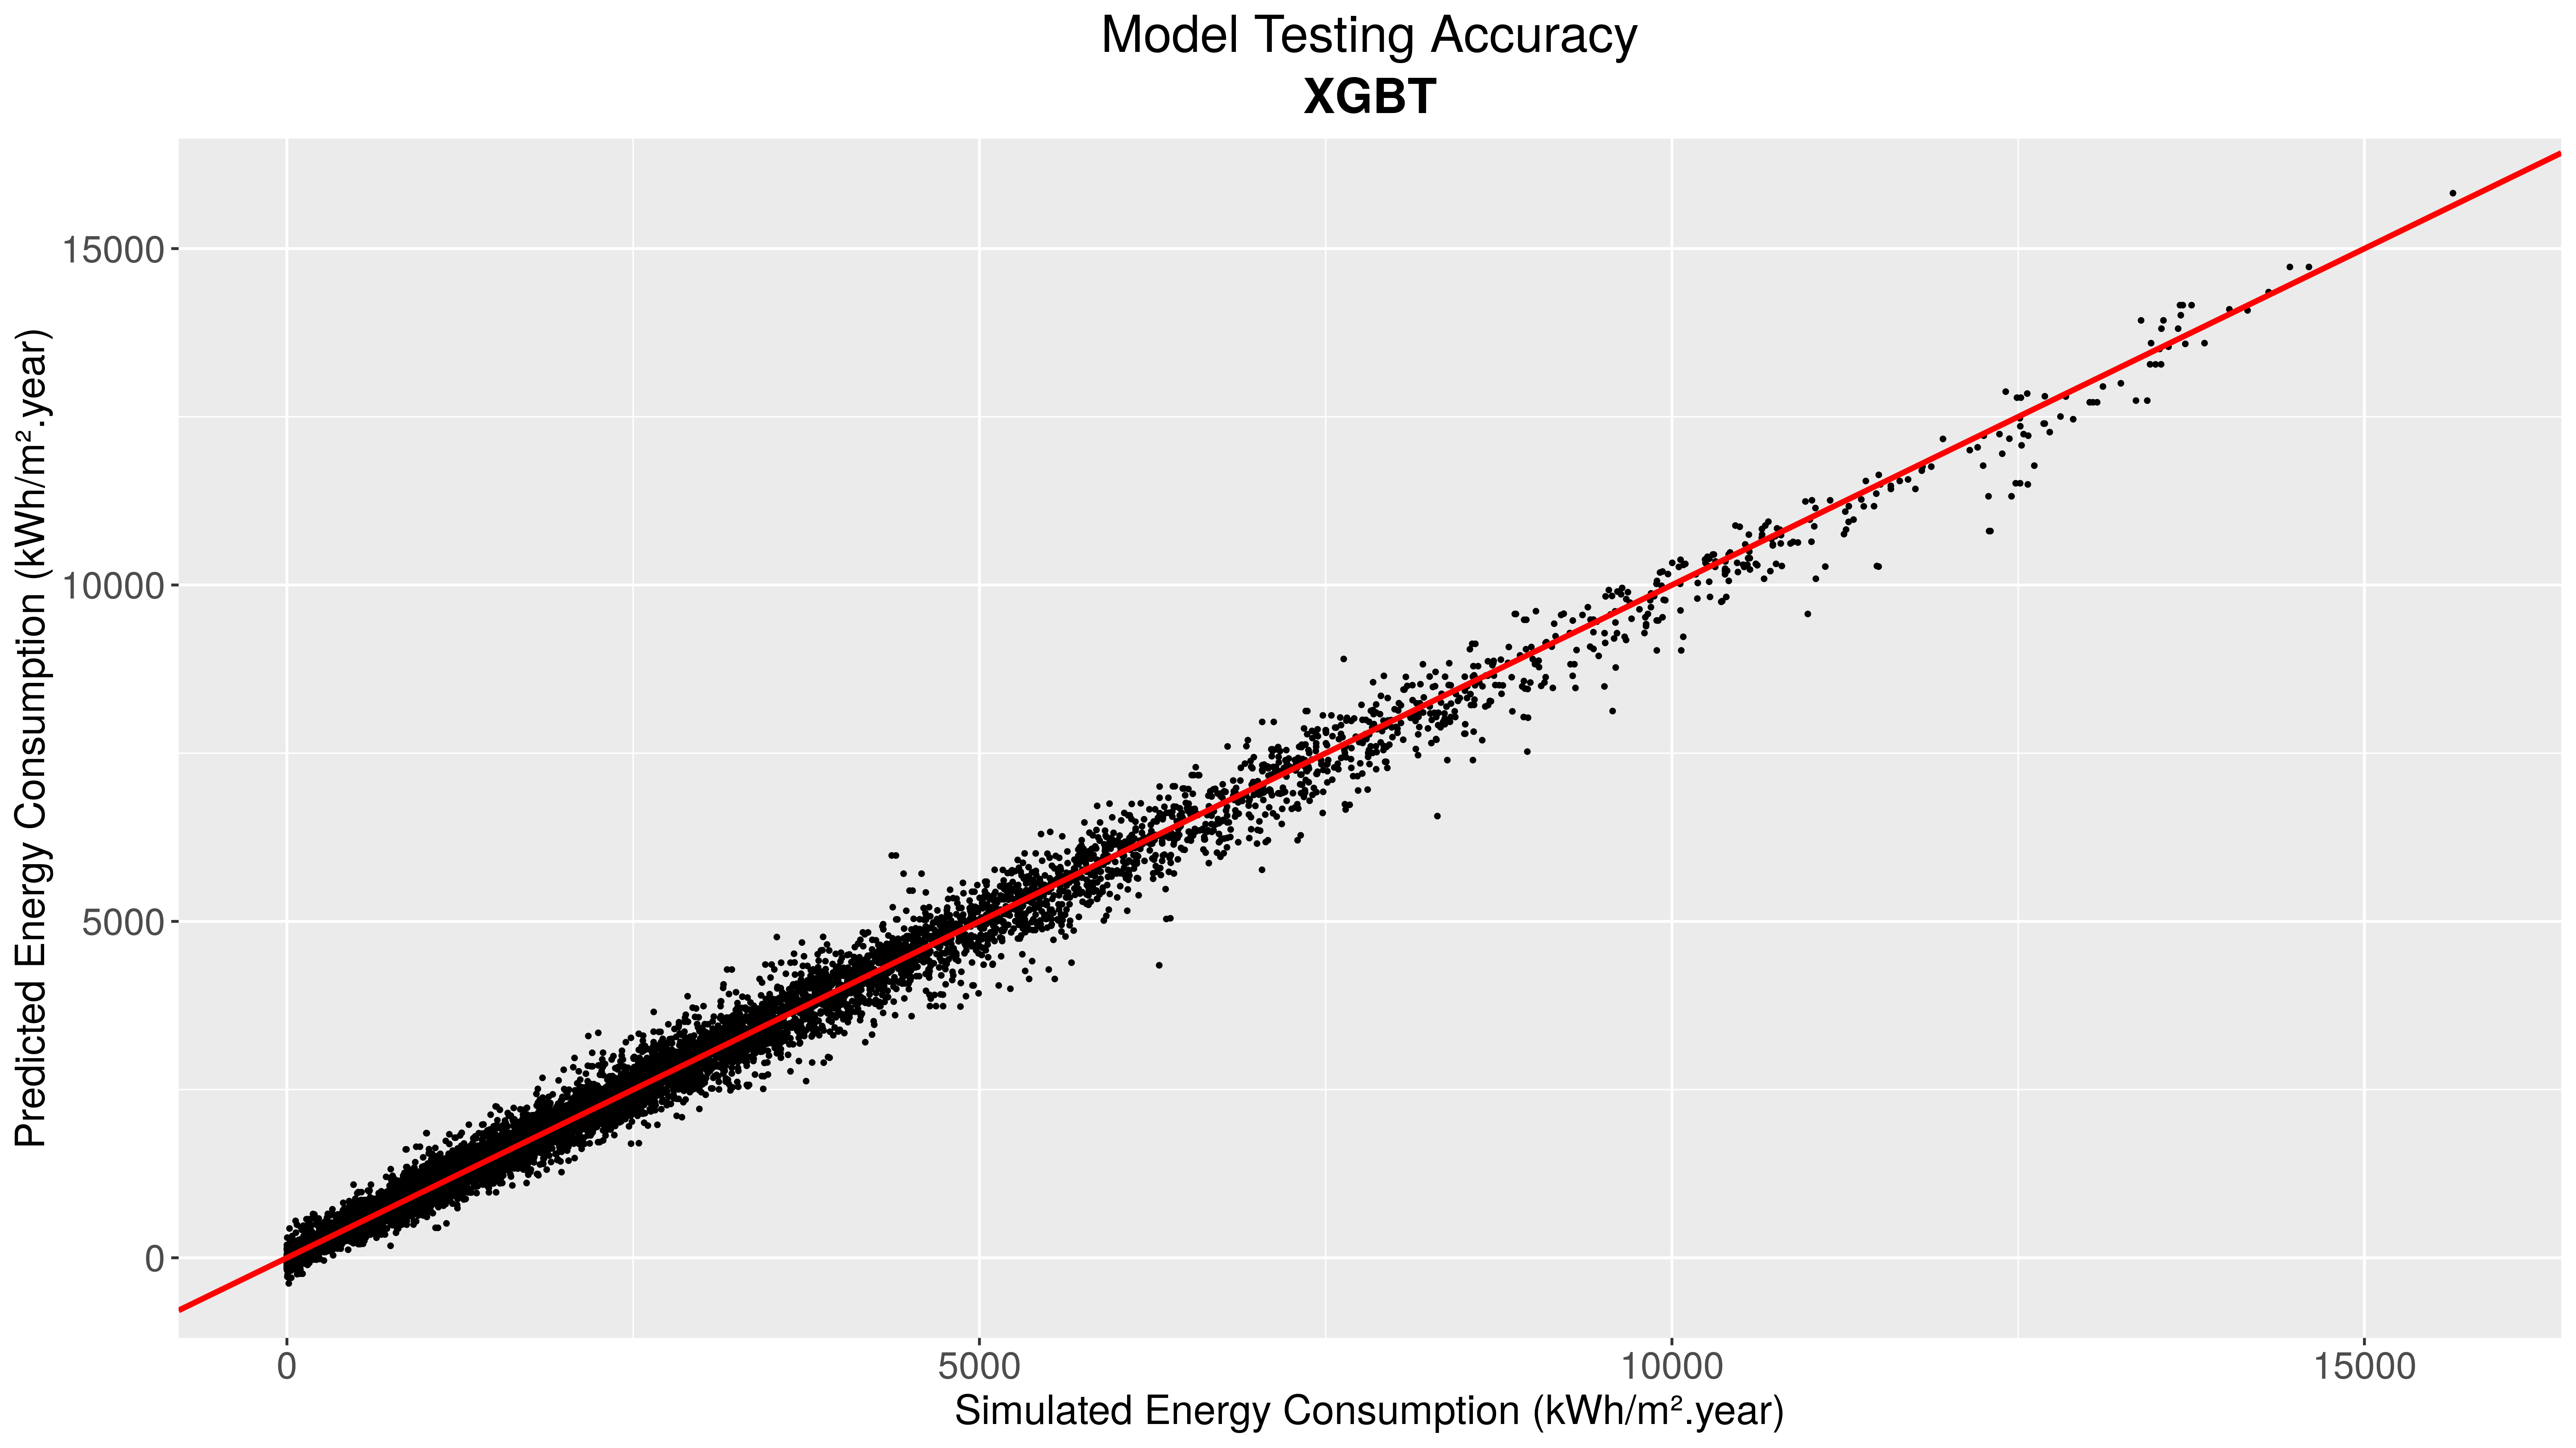 Model Testing Accuracy
XGBT
Predicted Energy Consumption (kWh/m².year)
15000
10000
5000
0
0 5000 10000 15000
Simulated Energy Consumption (kWh/m².year)